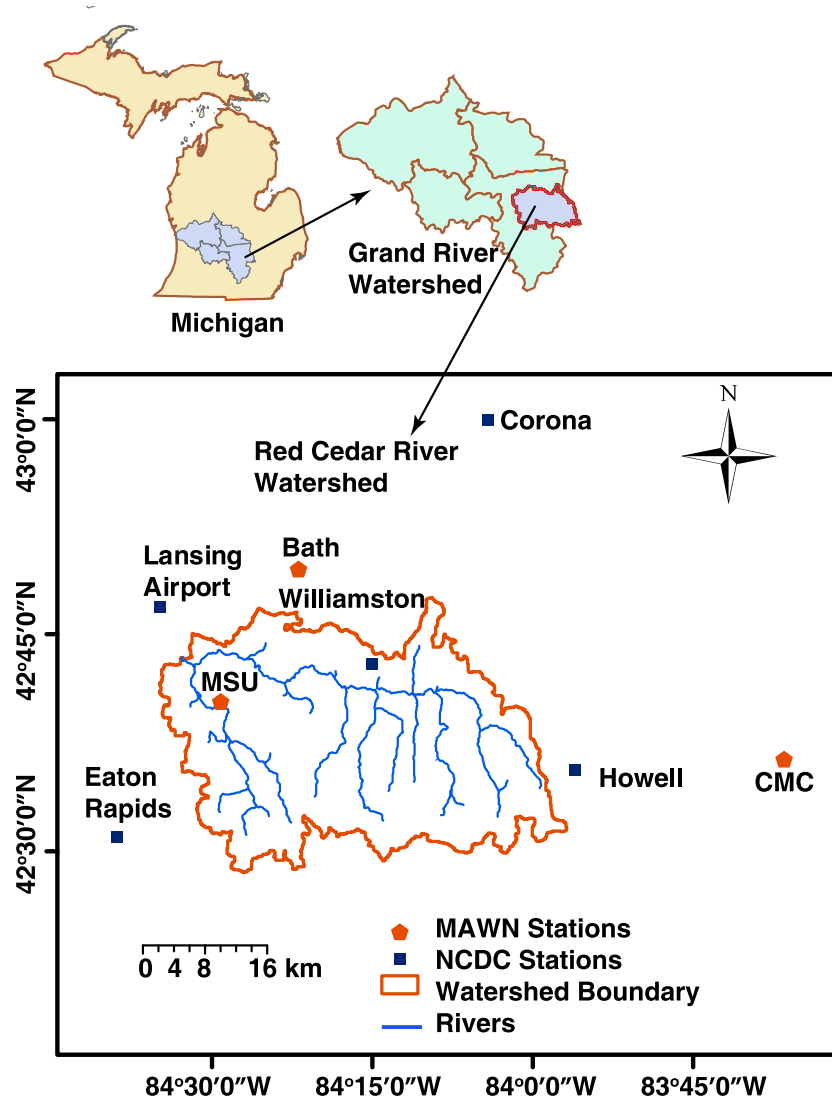 Grand River
Watershed
Michigan
N
Corona
Red Cedar River
Watershed
43°0'0"N
Bath
Lansing
Airport
Williamston
42°45'0"N
MSU
Eaton
Rapids
Howell
CMC
42°30'0"N
MAWN Stations
NCDC Stations
Watershed Boundary
Rivers
0 4 8 16 km
84°30'0"W 84°15'0"W 84°0'0"W 83°45'0"W